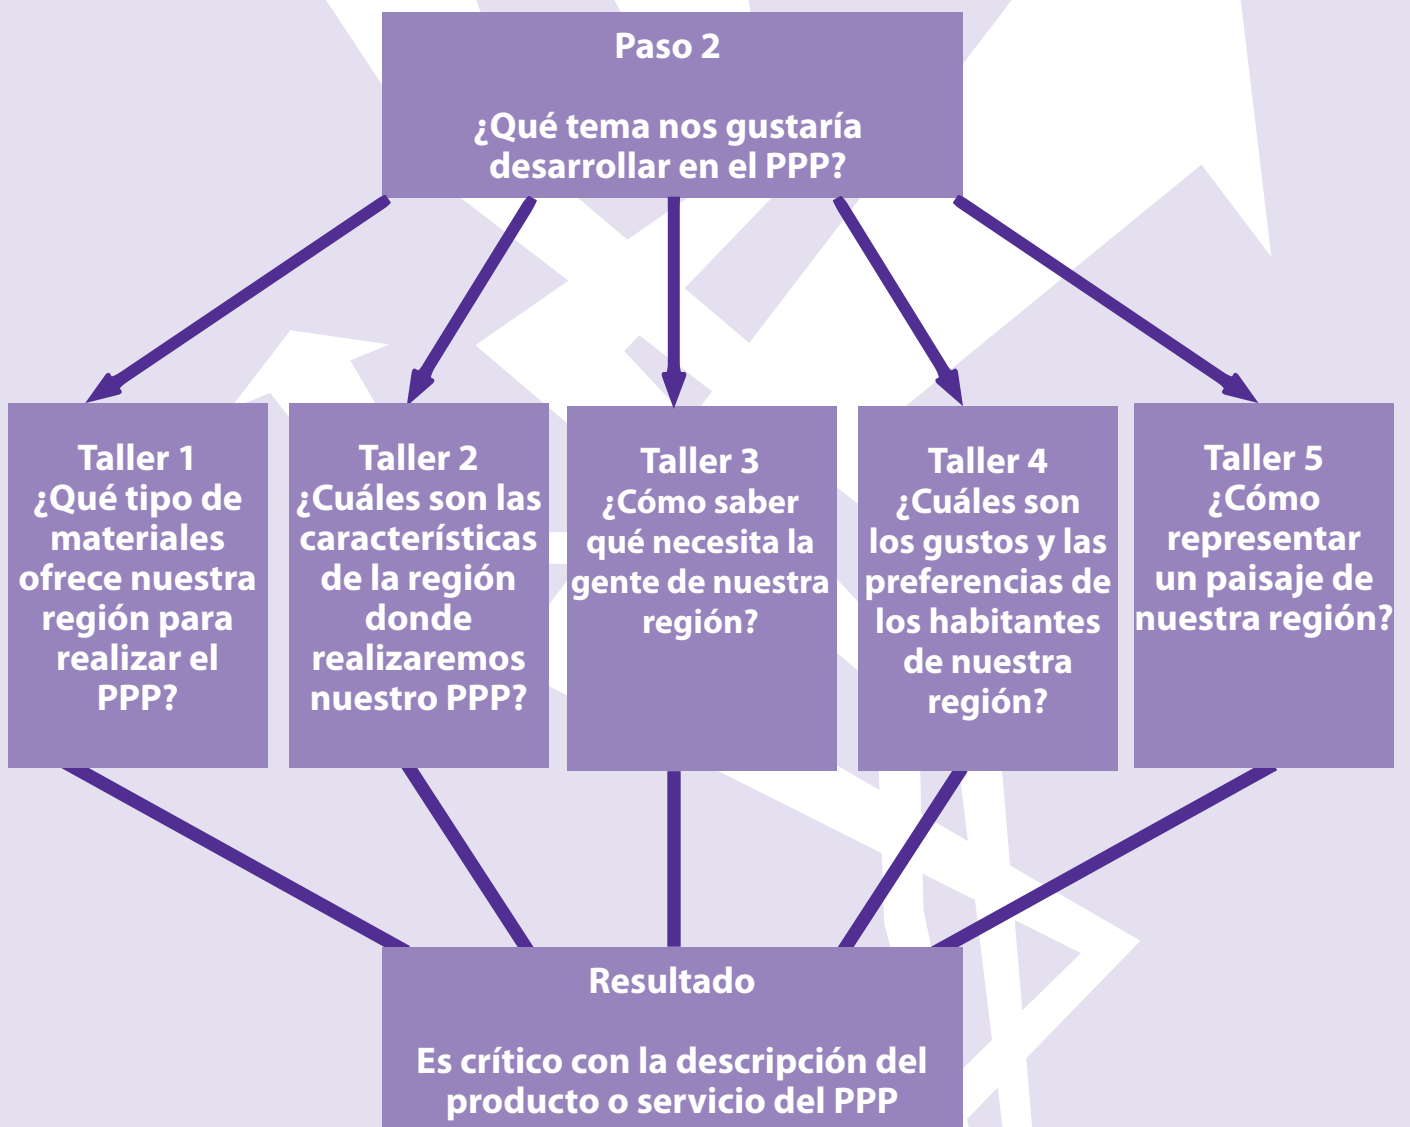 Paso 2
¿Qué tema nos gustaría
desarrollar en el PPP?
Taller 1
¿Qué tipo de
materiales
ofrece nuestra
región para
realizar el
PPP?
Taller 2
¿Cuáles son las
características
de la región
donde
realizaremos
nuestro PPP?
Taller 3
¿Cómo saber
qué necesita la
gente de nuestra
región?
Taller 4
¿Cuáles son
los gustos y las
preferencias de
los habitantes
de nuestra
región?
Taller 5
¿Cómo
representar
un paisaje de
nuestra región?
Resultado
Es crítico con la descripción del
producto o servicio del PPP